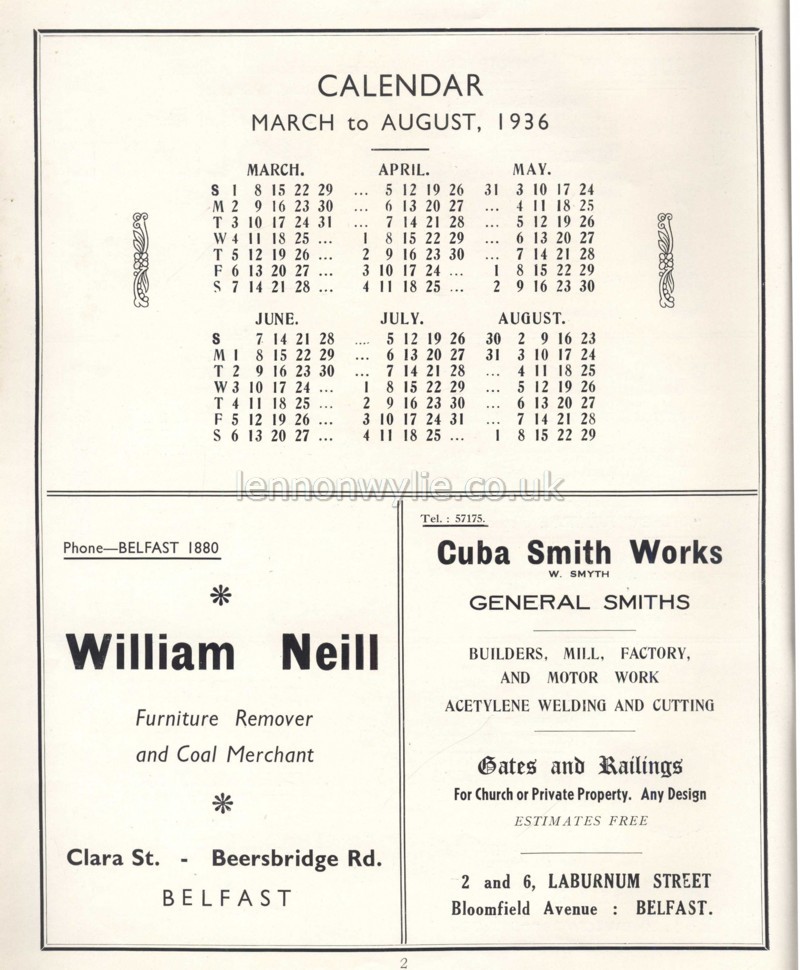 CALENDAR
MARCH to AUGUST, 1936
MARCH. APRIL. MAY.
S 1 8 15 22 29 ... 5 12 19 26 31 3 10 17 24
M 2 9 16 23 30 ... 6 13 20 27 ... 4 11 18 25
T 3 10 17 24 31 ... 7 14 21 28 ... 5 12 19 26
W 4 11 18 25 ... 1 8 15 22 29 ... 6 13 20 27
T 5 12 19 26 ... 2 9 16 23 30 ... 7 14 21 28
F 6 13 20 27 ... 3 10 17 24 ... 1 8 15 22 29
S 7 14 21 28 ... 4 11 18 25 ... 2 9 16 23 30
JUNE. JULY. AUGUST.
S 7 14 21 28 .... 5 12 19 26 30 2 9 16 23
M 1 8 15 22 29 ... 6 13 20 27 31 3 10 17 24
T 2 9 16 23 30 ... 7 14 21 28 ... 4 11 18 25
W 3 10 17 24 ... 1 8 15 22 29 ... 5 12 19 26
T 4 11 18 25 ... 2 9 16 23 30 ... 6 13 20 27
F 5 12 19 26 ... 3 10 17 24 31 ... 7 14 21 28
S 6 13 20 27 ... 4 11 18 25 ... 1 8 15 22 29
lennonwylie.co.uk
Phone—BELFAST 1880
William Neill
Furniture Remover
and Coal Merchant
Clara St. - Beersbridge Rd.
BELFAST
Tel. : 57175.
Cuba Smith Works
W. SMYTH
GENERAL SMITHS
BUILDERS, MILL, FACTORY,
AND MOTOR WORK
ACETYLENE WELDING AND CUTTING
Gates and Railings
For Church or Private Property. Any Design
ESTIMATES FREE
2 and 6, LABURNUM STREET
Bloomfield Avenue : BELFAST.
2